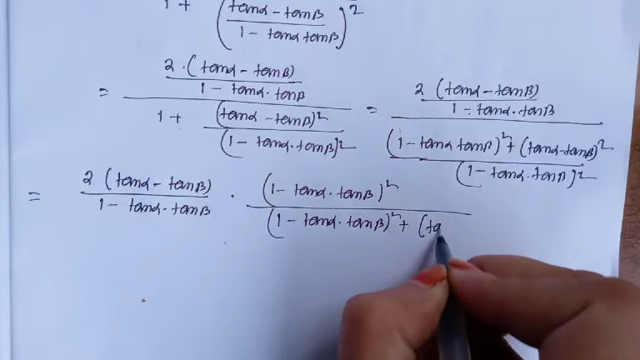 1 + ((tanα - tanβ)/(1 - tanα tanβ))²
= (2 · (tanα - tanβ)/(1 - tanα · tanβ))/(1 + (tanα - tanβ)²/(1 - tanα · tanβ)²) = (2 (tanα - tanβ)/(1 - tanα · tanβ))/(((1 - tanα tanβ)² + (tanα - tanβ)²)/(1 - tanα · tanβ)²)
= 2 (tanα - tanβ)/(1 - tanα · tanβ) · (1 - tanα · tanβ)²/((1 - tanα · tanβ)² + (ta